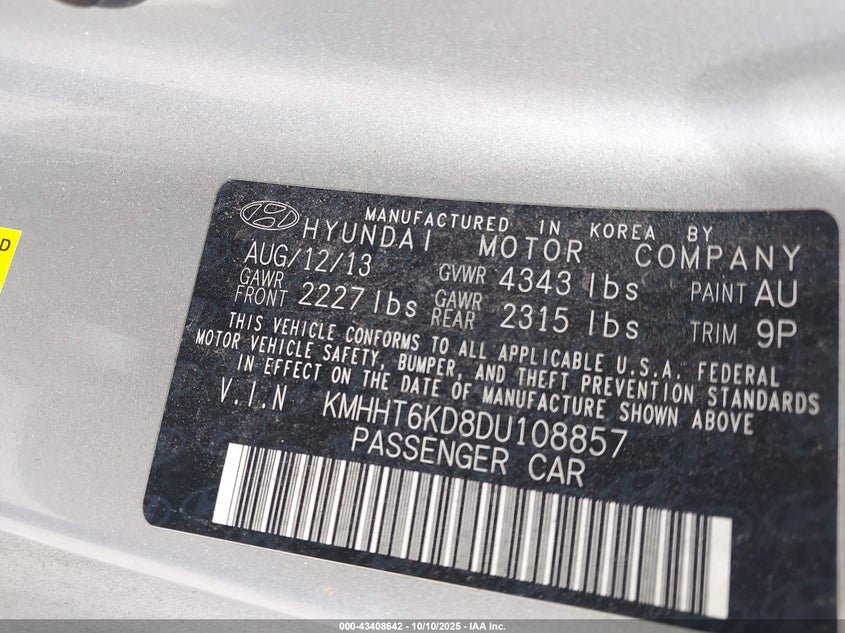 MANUFACTURED IN KOREA BY
HYUNDAI MOTOR COMPANY
AUG/12/13 GVWR 4343 lbs PAINT AU
GAWR FRONT 2227 lbs GAWR REAR 2315 lbs TRIM 9P
THIS VEHICLE CONFORMS TO ALL APPLICABLE U.S.A. FEDERAL
MOTOR VEHICLE SAFETY, BUMPER, AND THEFT PREVENTION STANDARDS
IN EFFECT ON THE DATE OF MANUFACTURE SHOWN ABOVE
V.I.N KMHHT6KD8DU108857
PASSENGER CAR
D
000-43408642 - 10/10/2025 - IAA Inc.